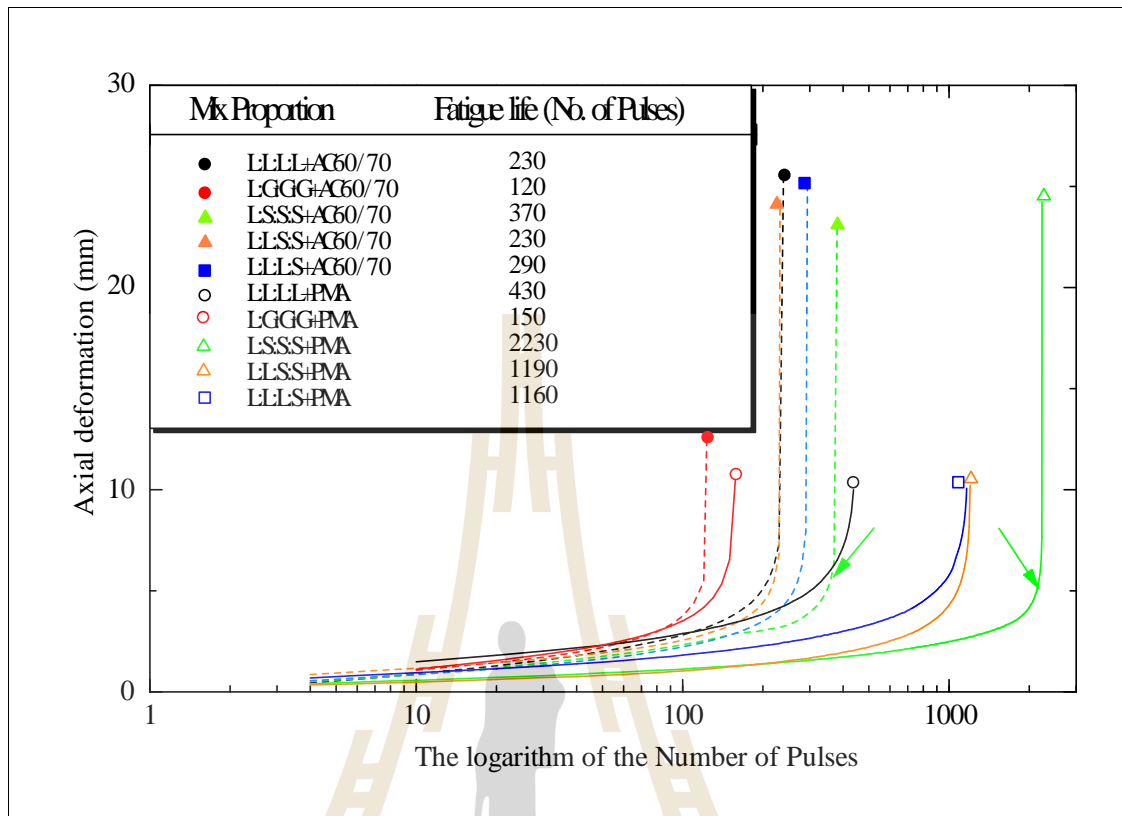 30
Mix Proportion Fatigue life (No. of Pulses)
L:L:L:L+AC60/70 230
L:G:G:G+AC60/70 120
L:S:S:S+AC60/70 370
L:L:S:S+AC60/70 230
L:L:L:S+AC60/70 290
L:L:L:L+PMA 430
L:G:G:G+PMA 150
L:S:S:S+PMA 2230
L:L:S:S+PMA 1190
L:L:L:S+PMA 1160
20
10
0
Axial deformation (mm)
1 10 100 1000
The logarithm of the Number of Pulses